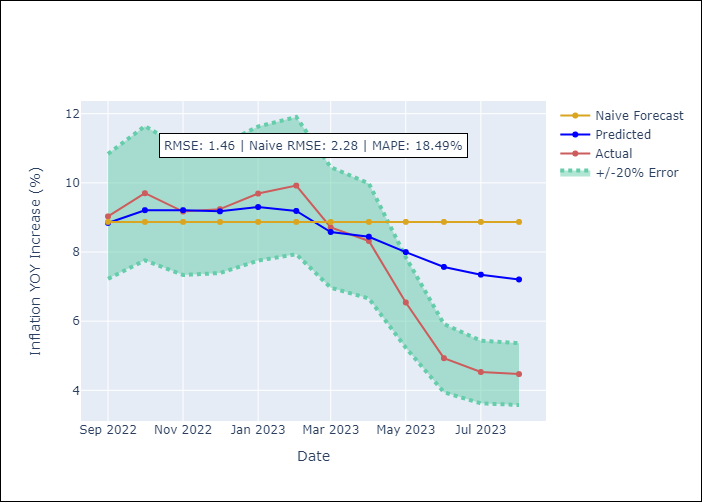 12
10
8
6
4
Inflation YOY Increase (%)
RMSE: 1.46 | Naive RMSE: 2.28 | MAPE: 18.49%
Naive Forecast
Predicted
Actual
+/-20% Error
Sep 2022 Nov 2022 Jan 2023 Mar 2023 May 2023 Jul 2023
Date